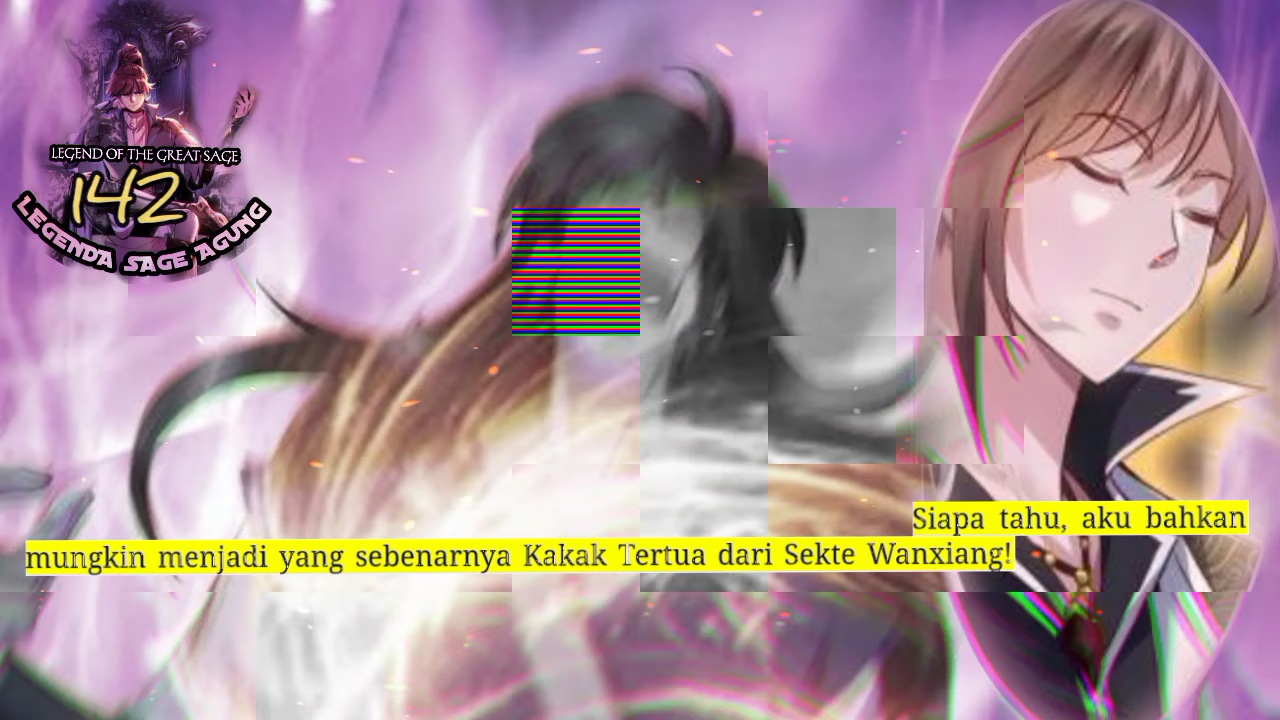 LEGEND OF THE GREAT SAGE
142
LEGENDA SAGE AGUNG
Siapa tahu, aku bahkan
mungkin menjadi yang sebenarnya Kakak Tertua dari Sekte Wanxiang!